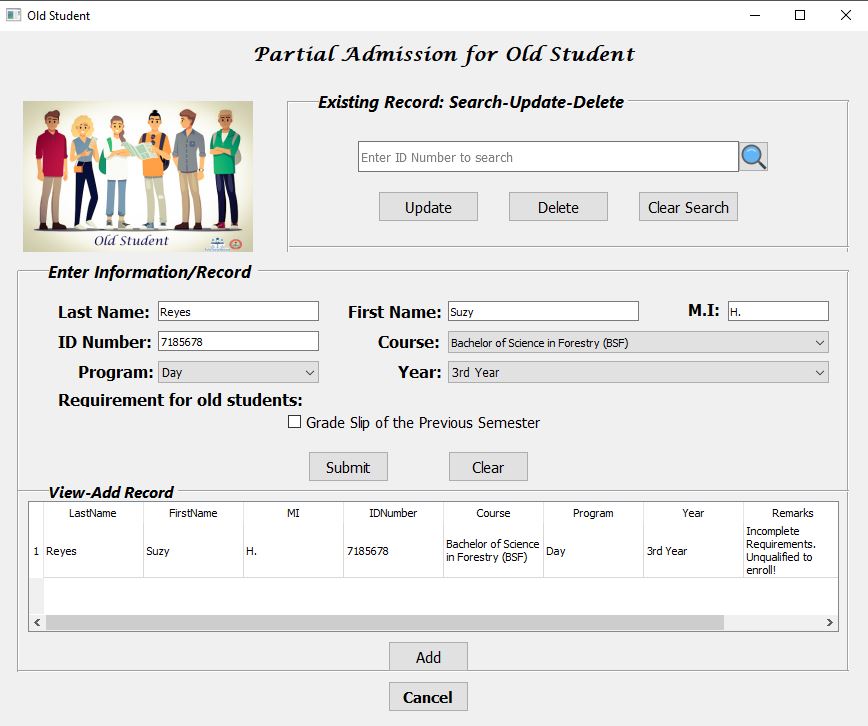 Old Student
Partial Admission for Old Student
Old Student
Existing Record: Search-Update-Delete
Enter ID Number to search
Update Delete Clear Search
Enter Information/Record
Last Name: Reyes First Name: Suzy M.I: H.
ID Number: 7185678 Course: Bachelor of Science in Forestry (BSF)
Program: Day Year: 3rd Year
Requirement for old students:
Grade Slip of the Previous Semester
Submit Clear
View-Add Record
LastName FirstName MI IDNumber Course Program Year Remarks
1 Reyes Suzy H. 7185678 Bachelor of Science
in Forestry (BSF) Day 3rd Year Incomplete
Requirements.
Unqualified to
enroll!
Add
Cancel